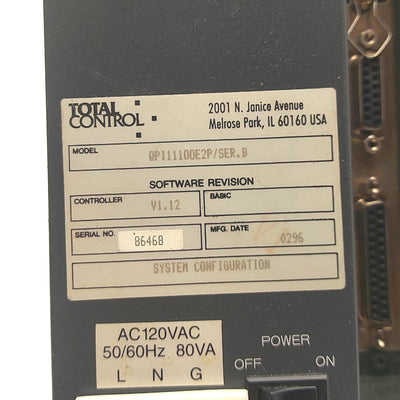 TOTAL CONTROL
2001 N. Janice Avenue
Melrose Park, IL 60160 USA
MODEL QPI11100E2P/SER.B
SOFTWARE REVISION
CONTROLLER V1.12
BASIC
SERIAL NO. 86468
MFG. DATE 0296
SYSTEM CONFIGURATION
AC120VAC
50/60Hz 80VA
L N G
POWER
OFF ON